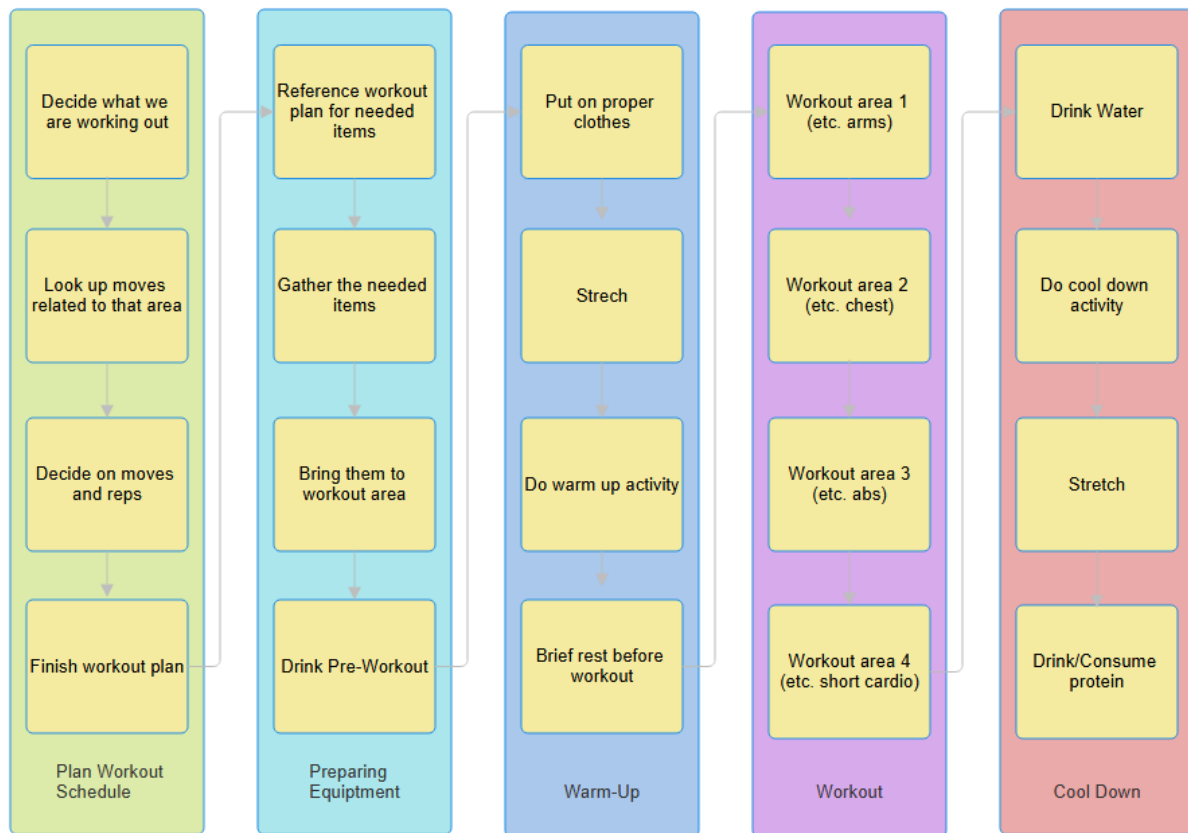 Decide what we
are working out
Look up moves
related to that area
Decide on moves
and reps
Finish workout plan
Plan Workout
Schedule
Reference workout
plan for needed
items
Gather the needed
items
Bring them to
workout area
Drink Pre-Workout
Preparing
Equiptment
Put on proper
clothes
Strech
Do warm up activity
Brief rest before
workout
Warm-Up
Workout area 1
(etc. arms)
Workout area 2
(etc. chest)
Workout area 3
(etc. abs)
Workout area 4
(etc. short cardio)
Workout
Drink Water
Do cool down
activity
Stretch
Drink/Consume
protein
Cool Down